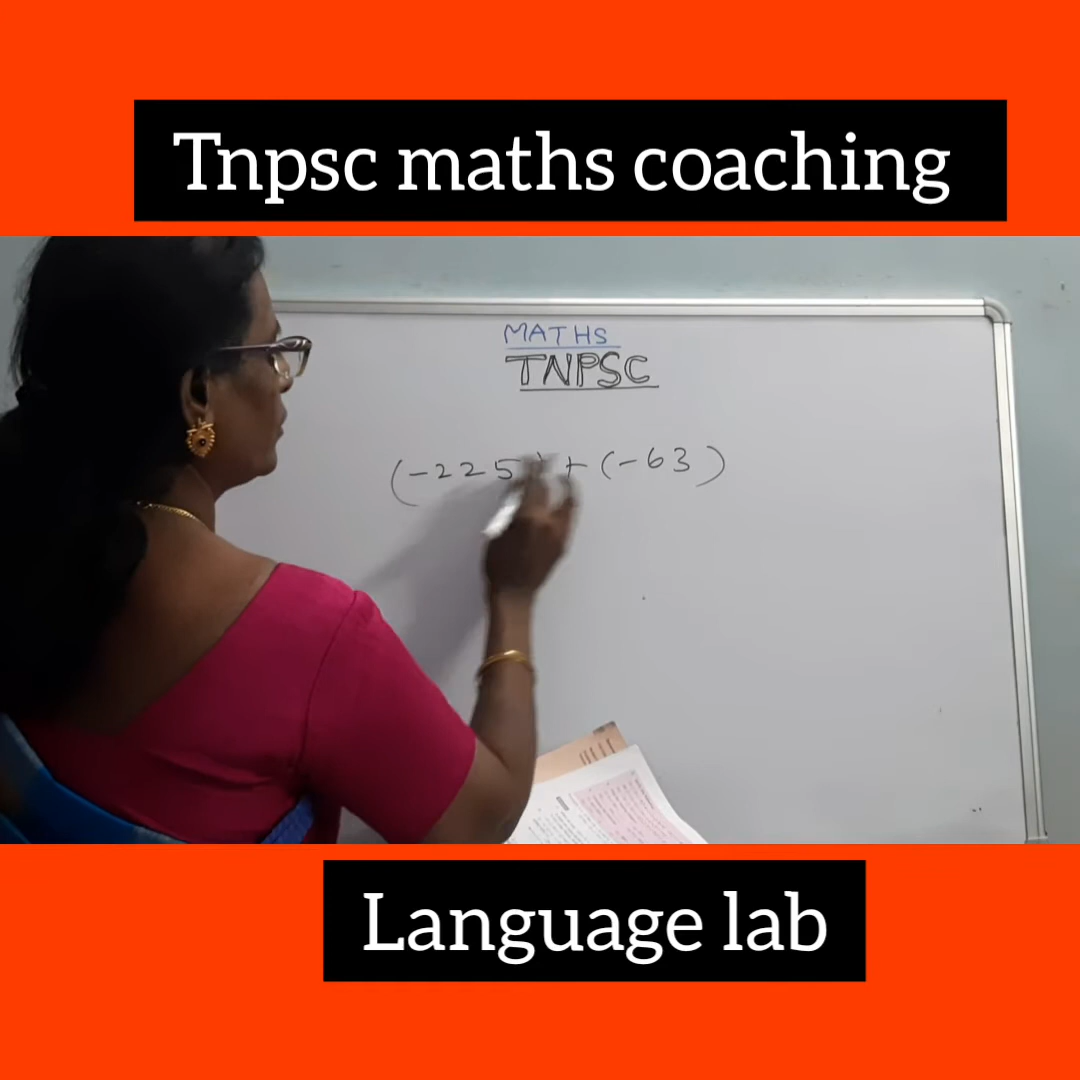 Tnpsc maths coaching
MATHS
TNPSC
(-225)+(-63)
Language lab